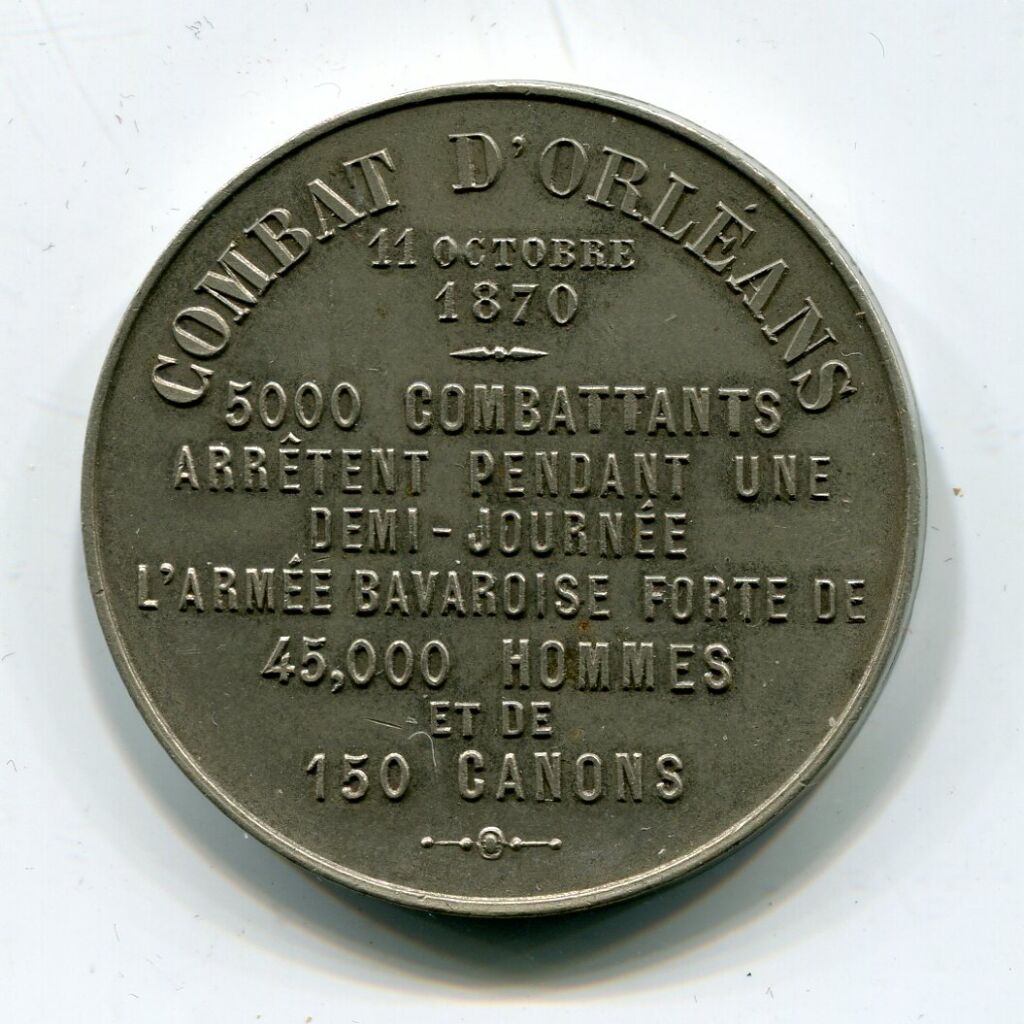 COMBAT D'ORLÉANS
11 OCTOBRE
1870
5000 COMBATTANTS
ARRÊTENT PENDANT UNE
DEMI-JOURNÉE
L'ARMÉE BAVAROISE FORTE DE
45,000 HOMMES
ET DE
150 CANONS